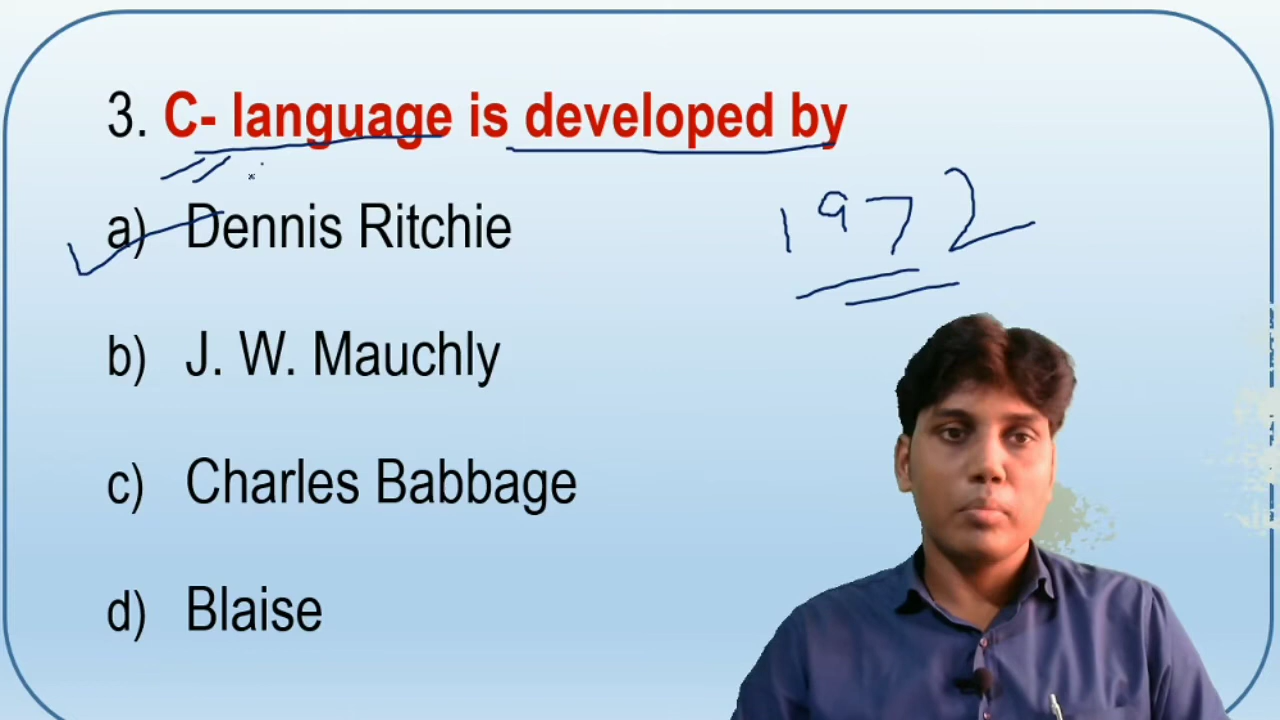 3. C- language is developed by
a) Dennis Ritchie
1972
b) J. W. Mauchly
c) Charles Babbage
d) Blaise